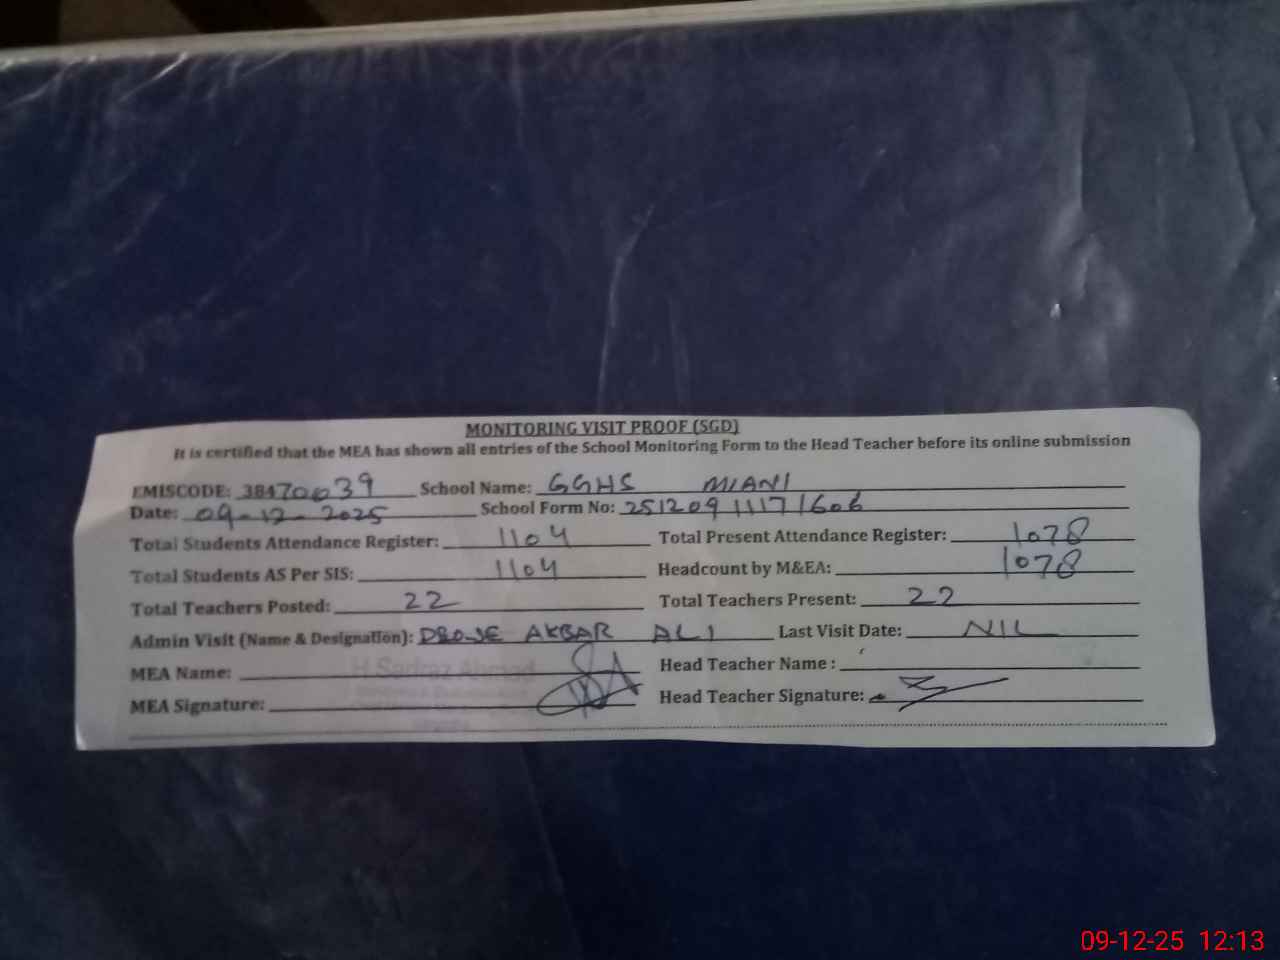 MONITORING VISIT PROOF (SGD)
It is certified that the MEA has shown all entries of the School Monitoring Form to the Head Teacher before its online submission
EMISCODE: 38470039 School Name: GGHS MIANI
Date: 09-12-2025 School Form No: 25120911171606
Total Students Attendance Register: 1104 Total Present Attendance Register: 1078
Total Students AS Per SIS: 1104 Headcount by M&EA: 1078
Total Teachers Posted: 22 Total Teachers Present: 22
Admin Visit (Name & Designation): AKBAR ALI Last Visit Date: NIL
MEA Name: H Sarfraz Ahmad Head Teacher Name :
MEA Signature: Head Teacher Signature:
09-12-25 12:13